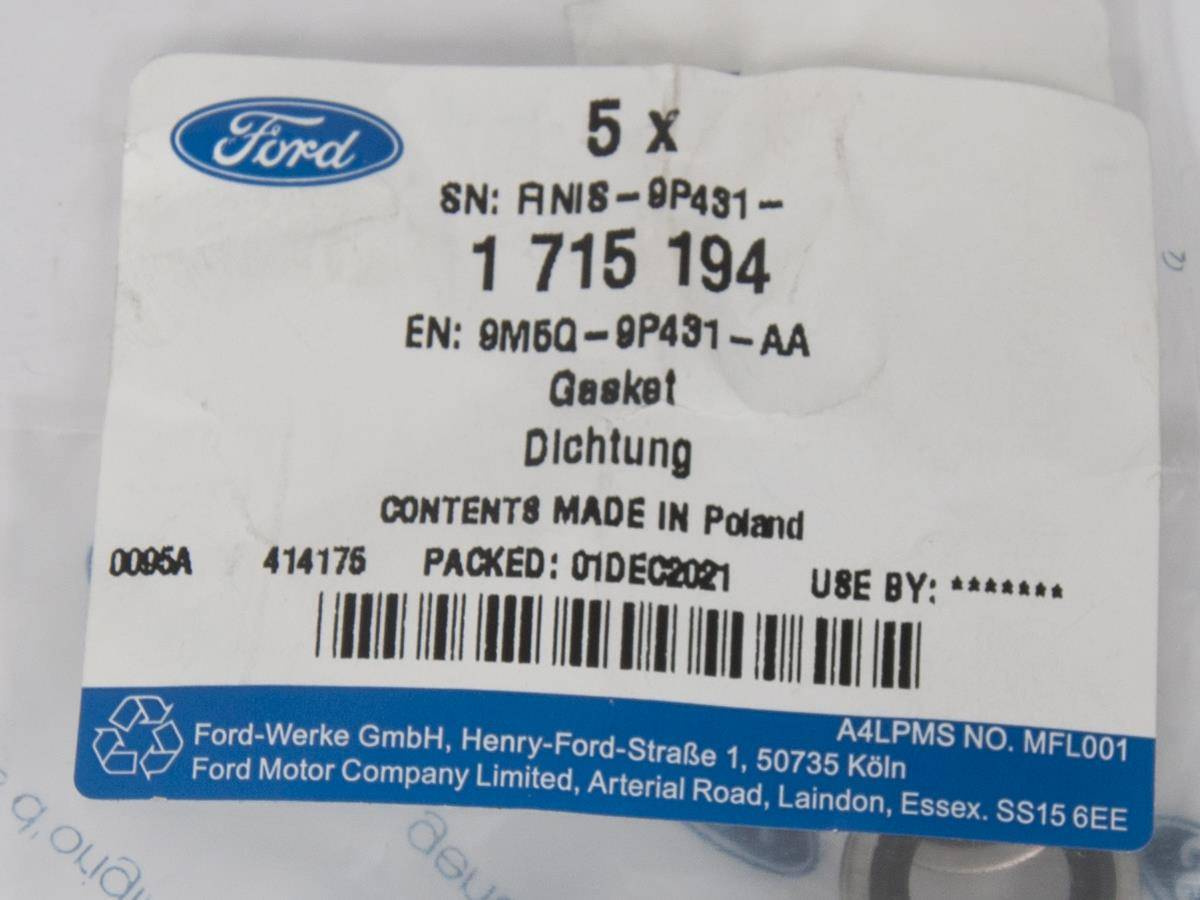 Ford
5 x
SN: FINIS-9P431-
1 715 194
EN: 9M5Q-9P431-AA
Gasket
Dichtung
CONTENTS MADE IN Poland
0095A 414175 PACKED: 01DEC2021 USE BY: *******
A4LPMS NO. MFL001
Ford-Werke GmbH, Henry-Ford-Straße 1, 50735 Köln
Ford Motor Company Limited, Arterial Road, Laindon, Essex. SS15 6EE